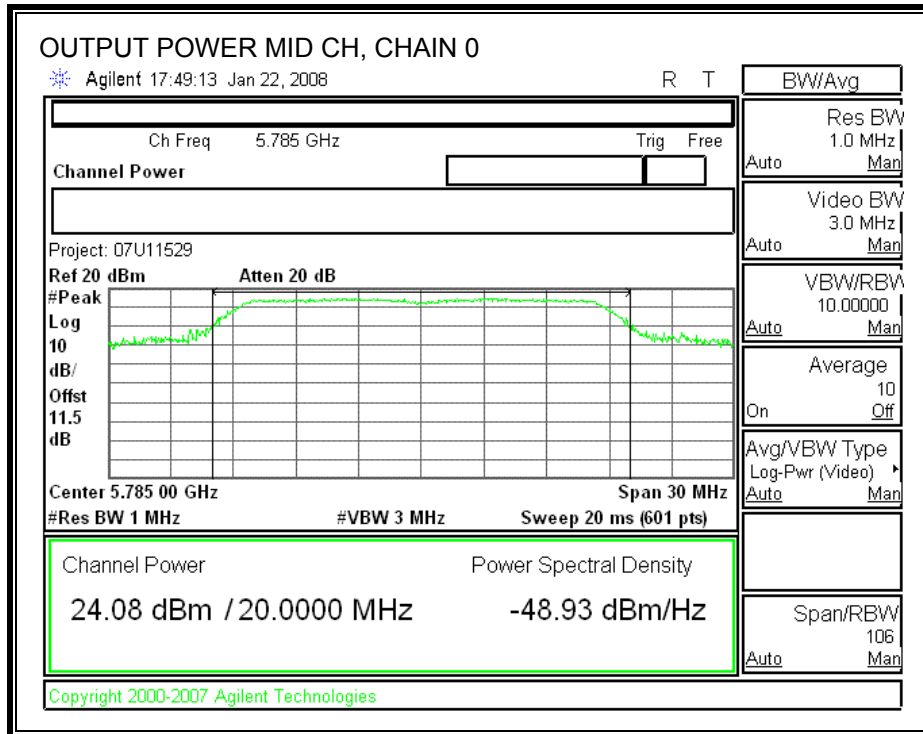 OUTPUT POWER MID CH, CHAIN 0
Agilent 17:49:13 Jan 22, 2008 R T
Ch Freq 5.785 GHz Trig Free
Channel Power
Project: 07U11529
Ref 20 dBm Atten 20 dB
#Peak
Log
10
dB/
Offst
11.5
dB
Center 5.785 00 GHz Span 30 MHz
#Res BW 1 MHz #VBW 3 MHz Sweep 20 ms (601 pts)
Channel Power Power Spectral Density
24.08 dBm / 20.0000 MHz -48.93 dBm/Hz
Copyright 2000-2007 Agilent Technologies
BW/Avg
Res BW
1.0 MHz
Auto Man
Video BW
3.0 MHz
Auto Man
VBW/RBW
10.00000
Auto Man
Average
10
On Off
Avg/VBW Type
Log-Pwr (Video)
Auto Man
Span/RBW
106
Auto Man